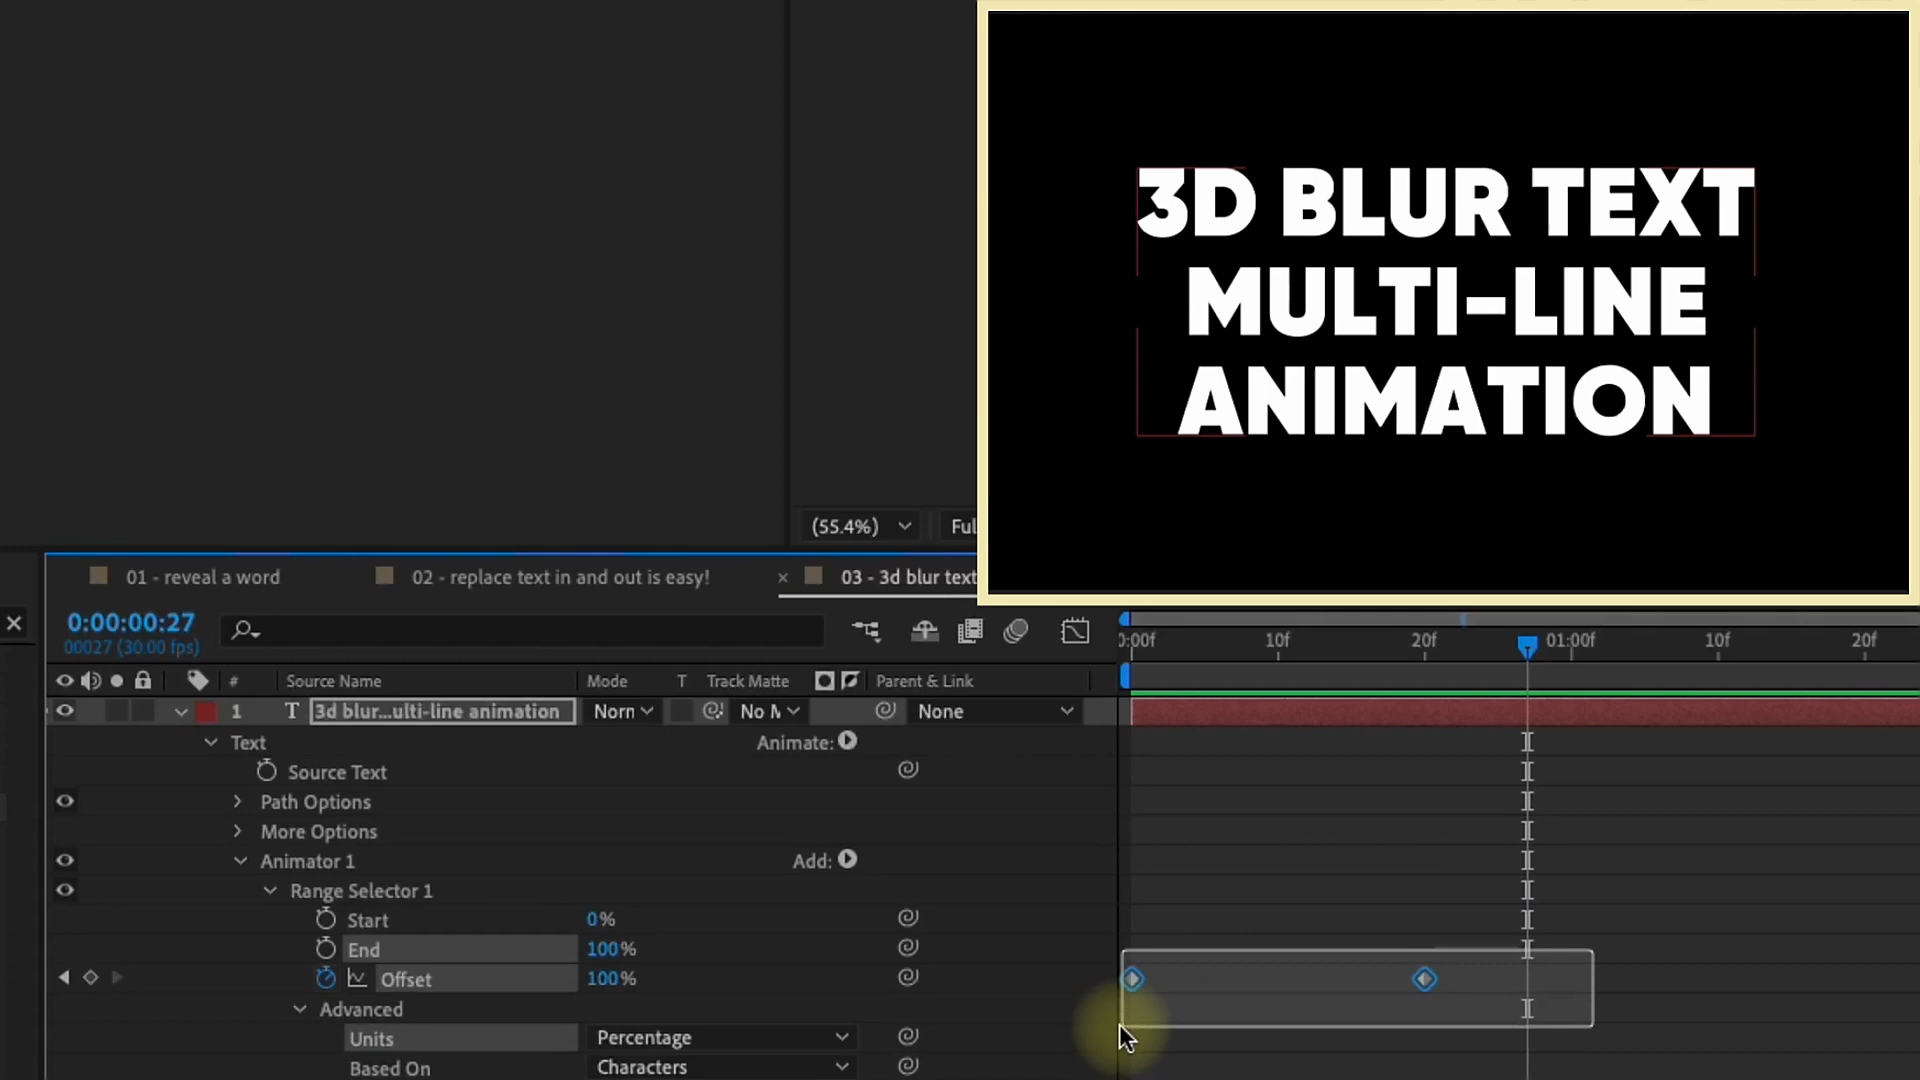 3D BLUR TEXT
MULTI-LINE
ANIMATION
(55.4%) Ful
01 - reveal a word 02 - replace text in and out is easy! × 03 - 3d blur text
0:00:00:27
00027 (30.00 fps)
0:00f 10f 20f 01:00f 10f 20f
# Source Name Mode T Track Matte Parent & Link
1 T 3d blur...ulti-line animation Norn No M None
Text Animate:
Source Text
Path Options
More Options
Animator 1 Add:
Range Selector 1
Start 0%
End 100%
Offset 100%
Advanced
Units Percentage
Based On Characters